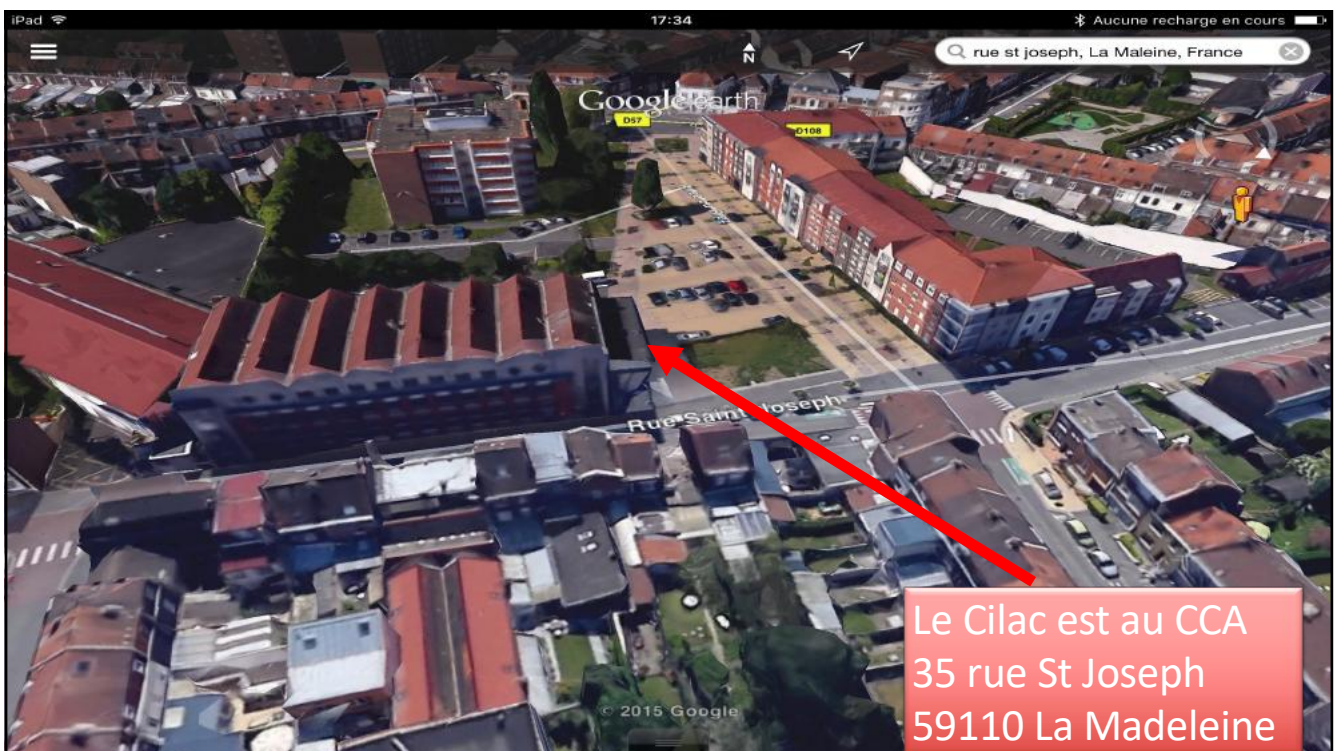 iPad 17:34 Aucune recharge en cours
N
rue st joseph, La Maleine, France
Google earth
D57
D108
Rue Saint-Joseph
Le Cilac est au CCA
35 rue St Joseph
59110 La Madeleine
© 2015 Google